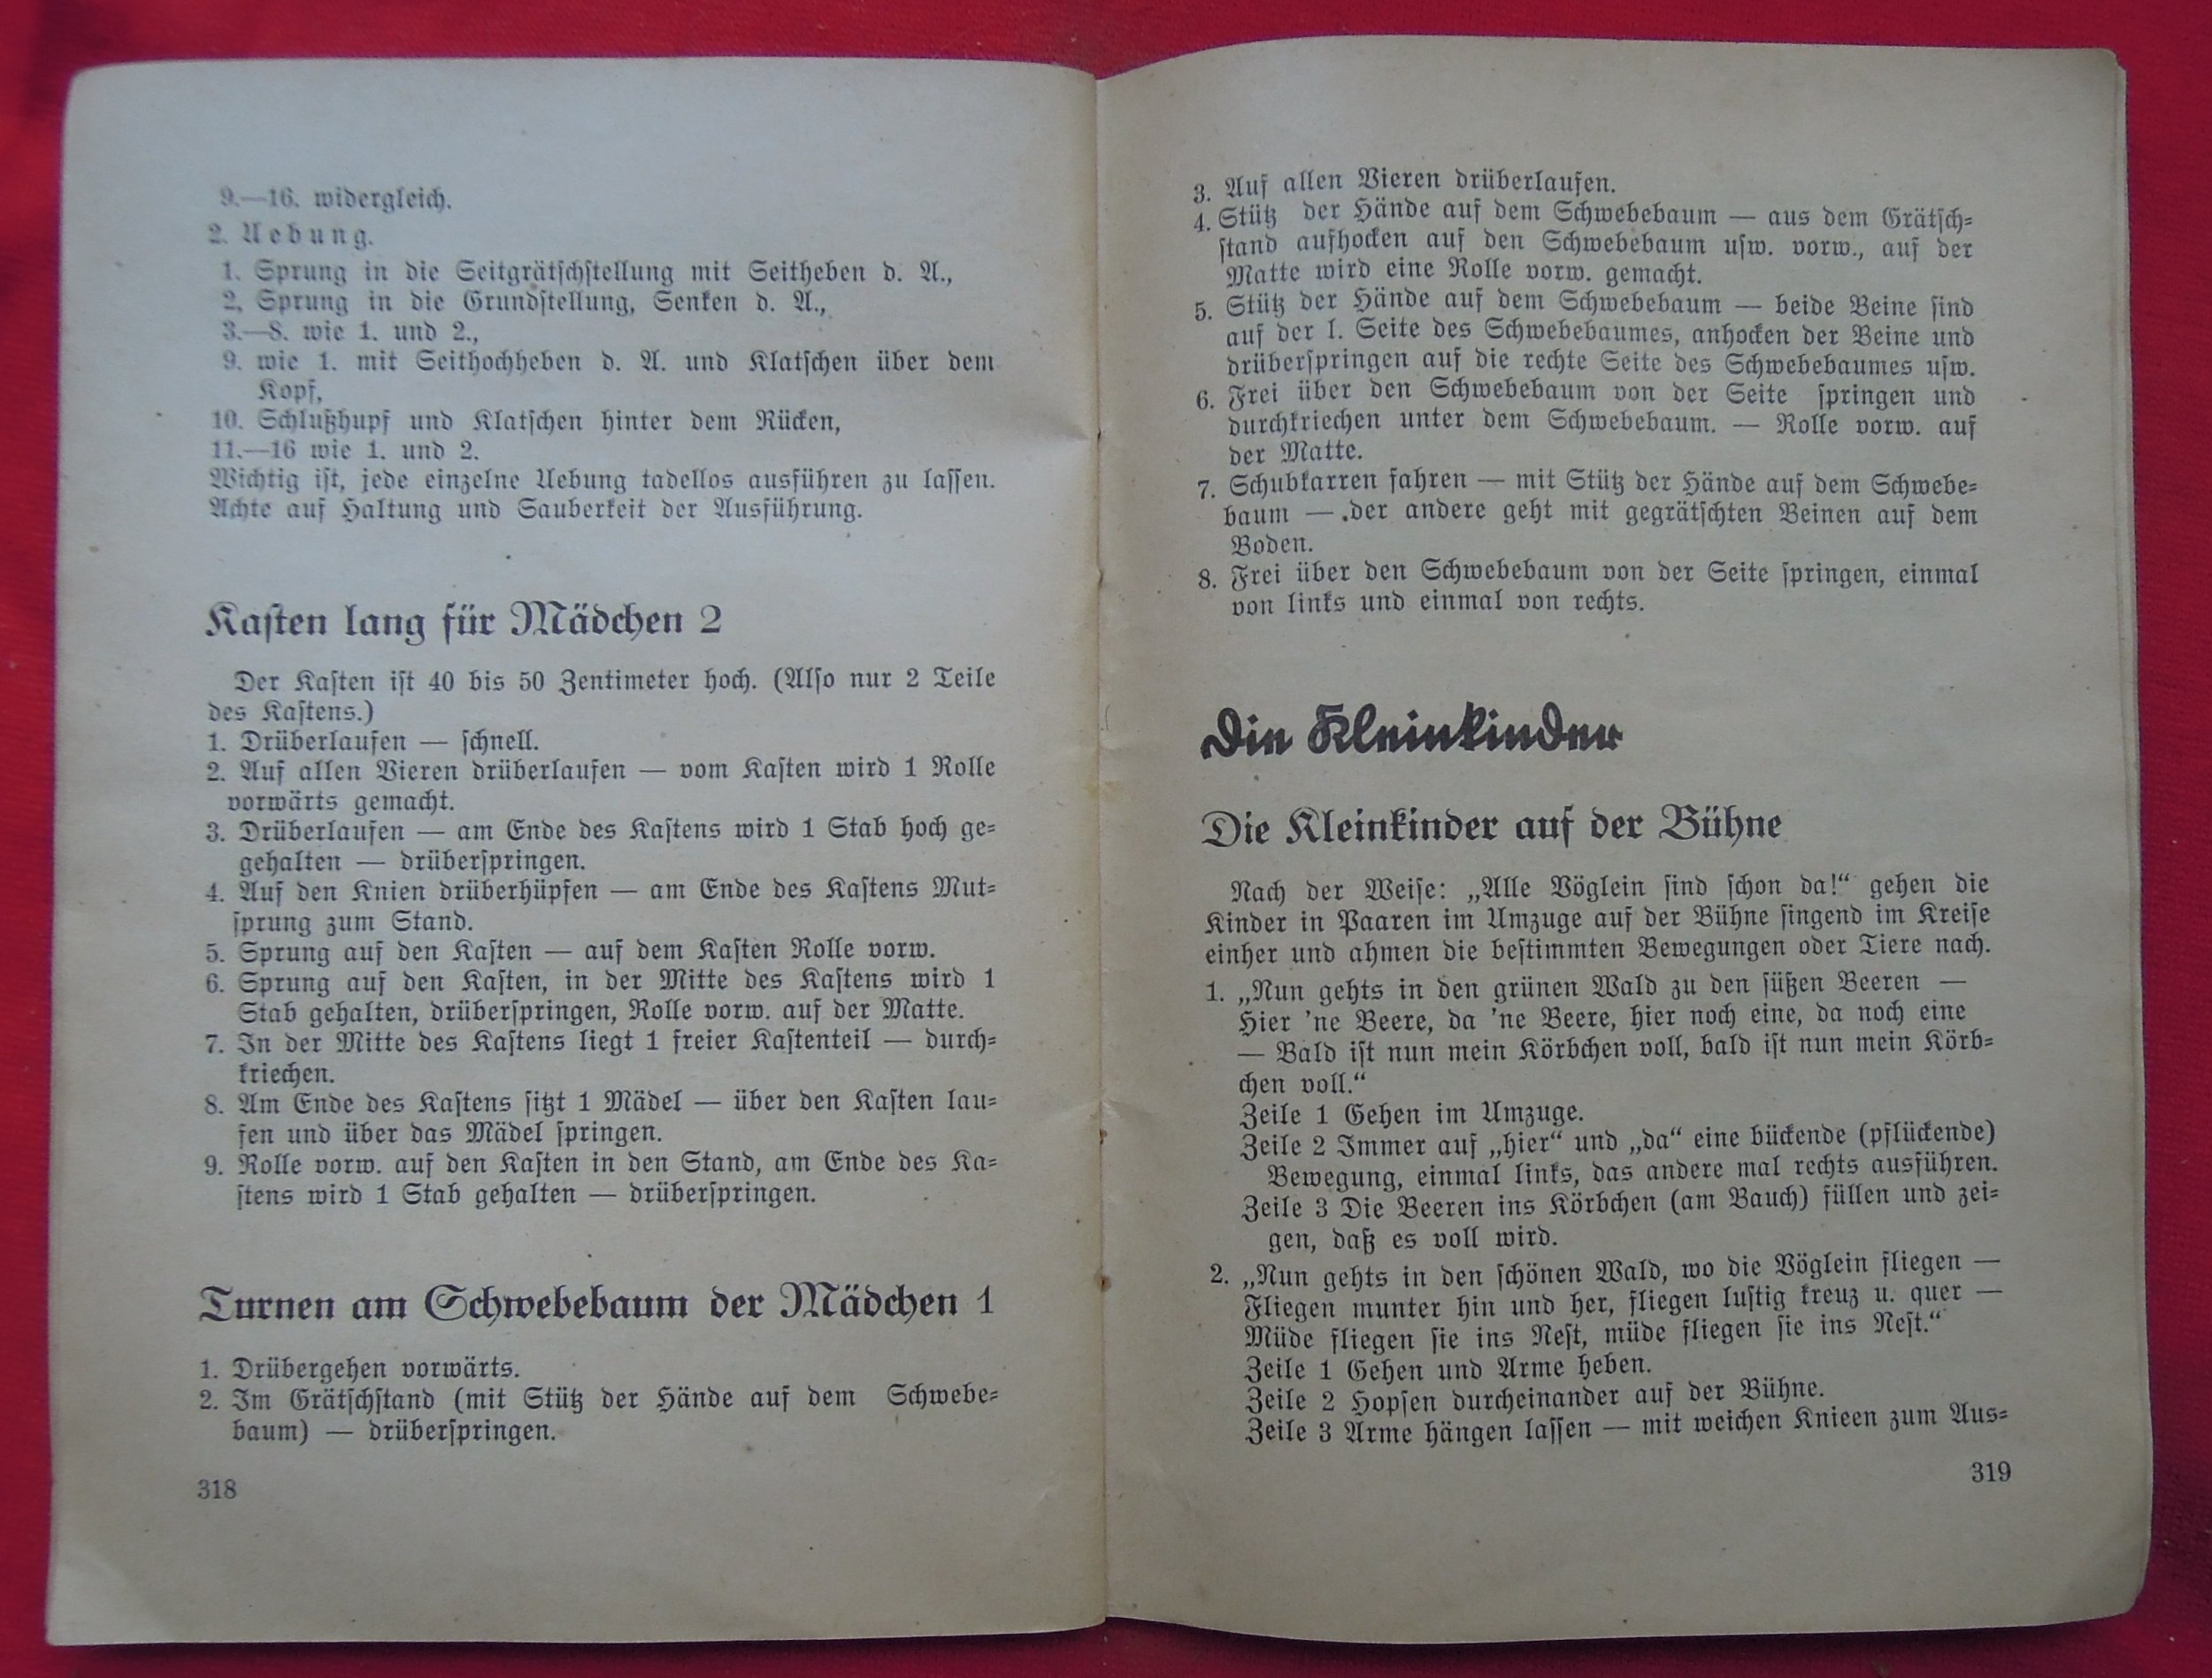 9.—16. widergleich.
2. Uebung.
1. Sprung in die Seitgrätschstellung mit Seitheben d. A.,
2, Sprung in die Grundstellung, Senken d. A.,
3.—8. wie 1. und 2.,
9. wie 1. mit Seithochheben d. A. und Klatschen über dem
Kopf,
10. Schlußhupf und Klatschen hinter dem Rücken,
11.—16 wie 1. und 2.
Wichtig ist, jede einzelne Uebung tadellos ausführen zu lassen.
Achte auf Haltung und Sauberkeit der Ausführung.
Kasten lang für Mädchen 2
Der Kasten ist 40 bis 50 Zentimeter hoch. (Also nur 2 Teile
des Kastens.)
1. Drüberlaufen — schnell.
2. Auf allen Vieren drüberlaufen — vom Kasten wird 1 Rolle
vorwärts gemacht.
3. Drüberlaufen — am Ende des Kastens wird 1 Stab hoch ge-
gehalten — drüberspringen.
4. Auf den Knien drüberhüpfen — am Ende des Kastens Mut-
sprung zum Stand.
5. Sprung auf den Kasten — auf dem Kasten Rolle vorw.
6. Sprung auf den Kasten, in der Mitte des Kastens wird 1
Stab gehalten, drüberspringen, Rolle vorw. auf der Matte.
7. In der Mitte des Kastens liegt 1 freier Kastenteil — durch-
kriechen.
8. Am Ende des Kastens sitzt 1 Mädel — über den Kasten lau-
fen und über das Mädel springen.
9. Rolle vorw. auf den Kasten in den Stand, am Ende des Ka-
stens wird 1 Stab gehalten — drüberspringen.
Turnen am Schwebebaum der Mädchen 1
1. Drübergehen vorwärts.
2. Im Grätschstand (mit Stütz der Hände auf dem Schwebe-
baum) — drüberspringen.
318
3. Auf allen Vieren drüberlaufen.
4. Stütz der Hände auf dem Schwebebaum — aus dem Grätsch-
stand aufhocken auf den Schwebebaum usw. vorw., auf der
Matte wird eine Rolle vorw. gemacht.
5. Stütz der Hände auf dem Schwebebaum — beide Beine sind
auf der l. Seite des Schwebebaumes, anhocken der Beine und
drüberspringen auf die rechte Seite des Schwebebaumes usw.
6. Frei über den Schwebebaum von der Seite springen und
durchkriechen unter dem Schwebebaum. — Rolle vorw. auf
der Matte.
7. Schubkarren fahren — mit Stütz der Hände auf dem Schwebe-
baum — .der andere geht mit gegrätschten Beinen auf dem
Boden.
8. Frei über den Schwebebaum von der Seite springen, einmal
von links und einmal von rechts.
Die Kleinkinder
Die Kleinkinder auf der Bühne
Nach der Weise: „Alle Vöglein sind schon da!“ gehen die
Kinder in Paaren im Umzuge auf der Bühne singend im Kreise
einher und ahmen die bestimmten Bewegungen oder Tiere nach.
1. „Nun gehts in den grünen Wald zu den süßen Beeren —
Hier 'ne Beere, da 'ne Beere, hier noch eine, da noch eine
— Bald ist nun mein Körbchen voll, bald ist nun mein Körb-
chen voll.“
Zeile 1 Gehen im Umzuge.
Zeile 2 Immer auf „hier“ und „da“ eine bückende (pflückende)
Bewegung, einmal links, das andere mal rechts ausführen.
Zeile 3 Die Beeren ins Körbchen (am Bauch) füllen und zei-
gen, daß es voll wird.
2. „Nun gehts in den schönen Wald, wo die Vöglein fliegen —
Fliegen munter hin und her, fliegen lustig kreuz u. quer —
Müde fliegen sie ins Nest, müde fliegen sie ins Nest.“
Zeile 1 Gehen und Arme heben.
Zeile 2 Hopsen durcheinander auf der Bühne.
Zeile 3 Arme hängen lassen — mit weichen Knieen zum Aus-
319